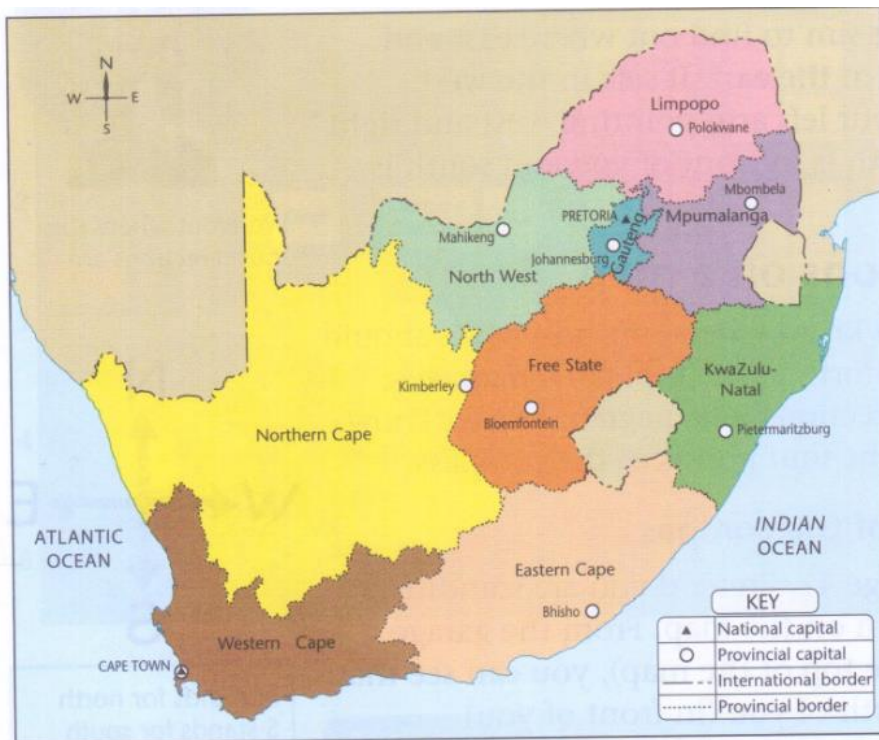 N
W E
S
Limpopo
Polokwane
Mbombela
PRETORIA
Mpumalanga
Mahikeng
Johannesburg
Gauteng
North West
Free State
KwaZulu-
Natal
Kimberley
Bloemfontein
Pietermaritzburg
Northern Cape
ATLANTIC
OCEAN
INDIAN
OCEAN
Eastern Cape
Bhisho
Western Cape
CAPE TOWN
KEY
National capital
Provincial capital
International border
Provincial border